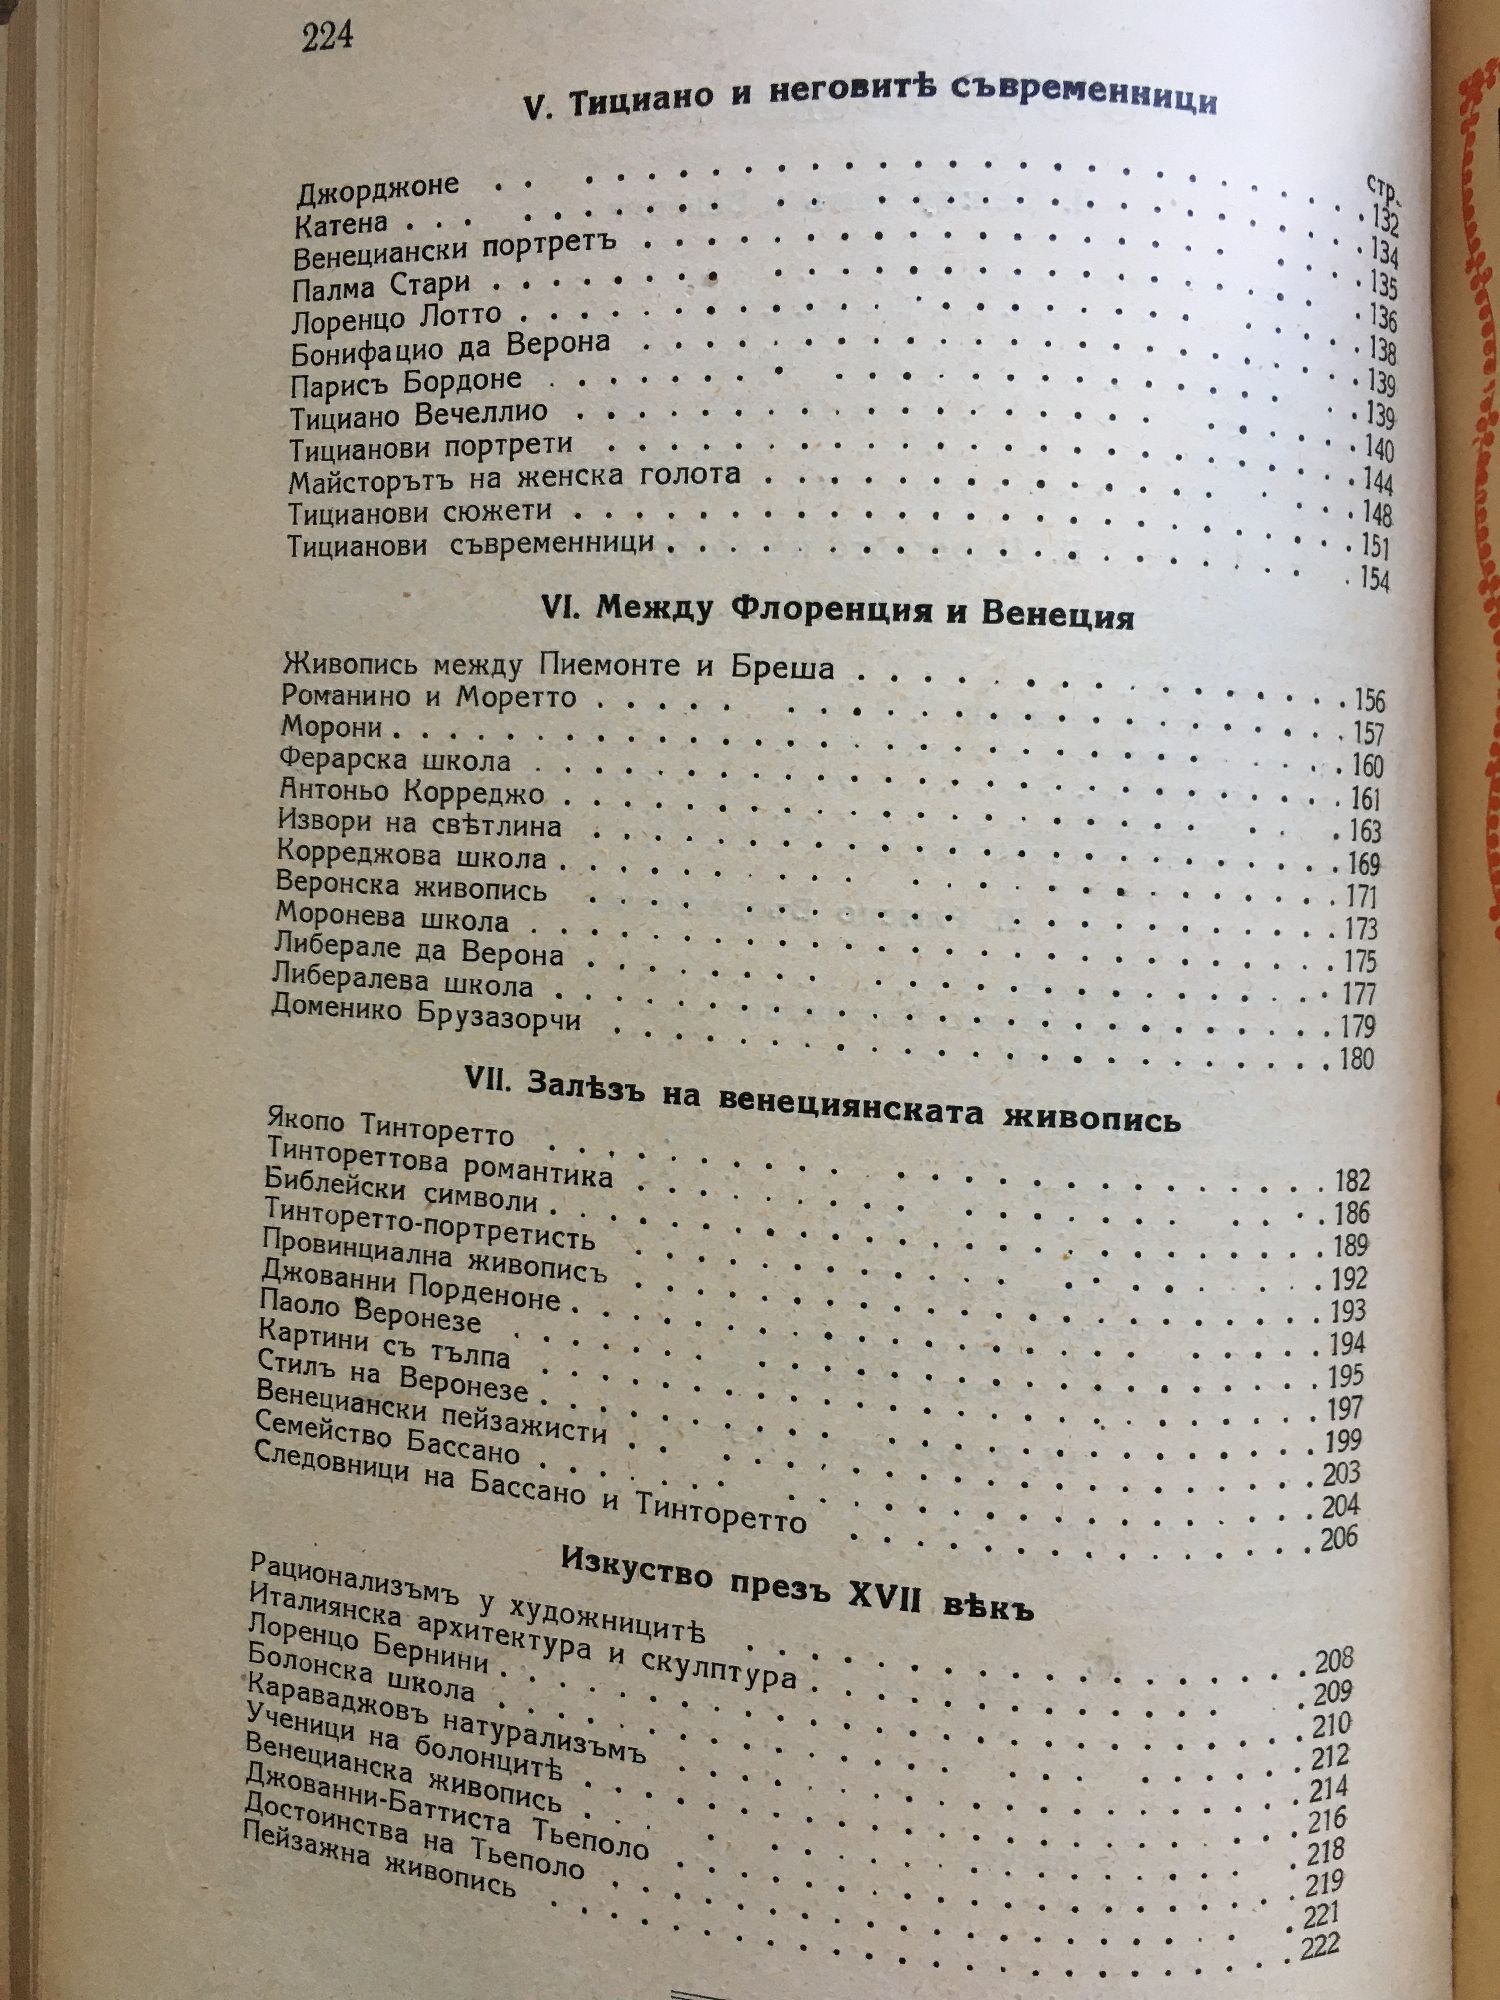 224
V. Тициано и неговитѣ съвременници
стр.
Джорджоне . . . . . . . . . . 132
Катена . . . . . . . . . . 134
Венециански портретъ . . . . . . . . . . 135
Палма Стари . . . . . . . . . . 136
Лоренцо Лотто . . . . . . . . . . 138
Бонифацио да Верона . . . . . . . . . . 139
Парисъ Бордоне . . . . . . . . . . 139
Тициано Вечеллио . . . . . . . . . . 140
Тицианови портрети . . . . . . . . . . 144
Майсторътъ на женска голота . . . . . . . . . . 148
Тицианови сюжети . . . . . . . . . . 151
Тицианови съвременници . . . . . . . . . . 154
VI. Между Флоренция и Венеция
Живопись между Пиемонте и Бреша . . . . . . . . . . 156
Романино и Моретто . . . . . . . . . . 157
Морони . . . . . . . . . . 160
Ферарска школа . . . . . . . . . . 161
Антоньо Корреджо . . . . . . . . . . 163
Извори на свѣтлина . . . . . . . . . . 169
Корреджова школа . . . . . . . . . . 171
Веронска живопись . . . . . . . . . . 173
Моронева школа . . . . . . . . . . 175
Либерале да Верона . . . . . . . . . . 177
Либералева школа . . . . . . . . . . 179
Доменико Брузазорчи . . . . . . . . . . 180
VII. Залѣзъ на венециянската живопись
Якопо Тинторетто . . . . . . . . . . 182
Тинтореттова романтика . . . . . . . . . . 186
Библейски символи . . . . . . . . . . 189
Тинторетто-портретисть . . . . . . . . . . 192
Провинциална живописъ . . . . . . . . . . 193
Джованни Порденоне . . . . . . . . . . 194
Паоло Веронезе . . . . . . . . . . 195
Картини съ тълпа . . . . . . . . . . 197
Стилъ на Веронезе . . . . . . . . . . 199
Венециански пейзажисти . . . . . . . . . . 203
Семейство Бассано . . . . . . . . . . 204
Следовници на Бассано и Тинторетто . . . . . . . . . . 206
Изкуство презъ XVII вѣкъ
Рационализъмъ у художницитѣ . . . . . . . . . . 208
Италиянска архитектура и скулптура . . . . . . . . . . 209
Лоренцо Бернини . . . . . . . . . . 210
Болонска школа . . . . . . . . . . 212
Караваджовъ натурализъмъ . . . . . . . . . . 214
Ученици на болонцитѣ . . . . . . . . . . 216
Венецианска живопись . . . . . . . . . . 218
Джованни-Баттиста Тьеполо . . . . . . . . . . 219
Достоинства на Тьеполо . . . . . . . . . . 221
Пейзажна живопись . . . . . . . . . . 222